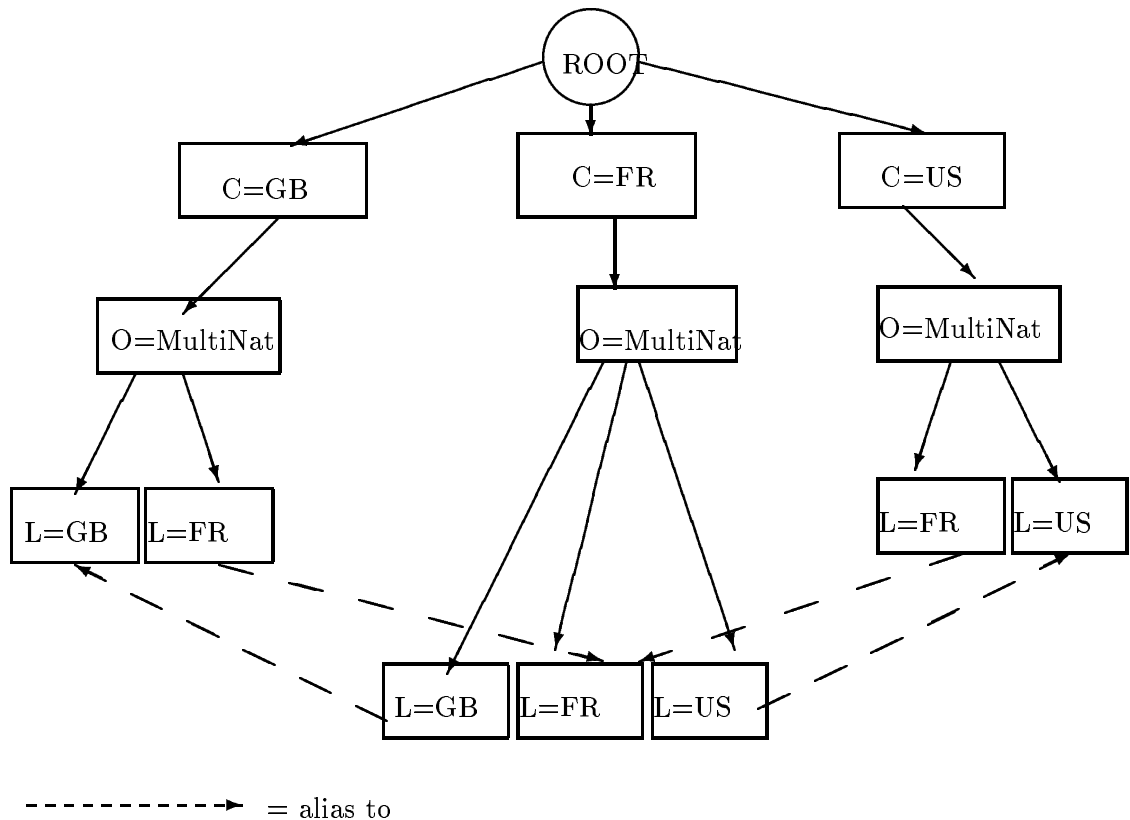 ROOT
C=GB
C=FR
C=US
O=MultiNat
O=MultiNat
O=MultiNat
L=GB
L=FR
L=FR
L=US
L=GB
L=FR
L=US
= alias to